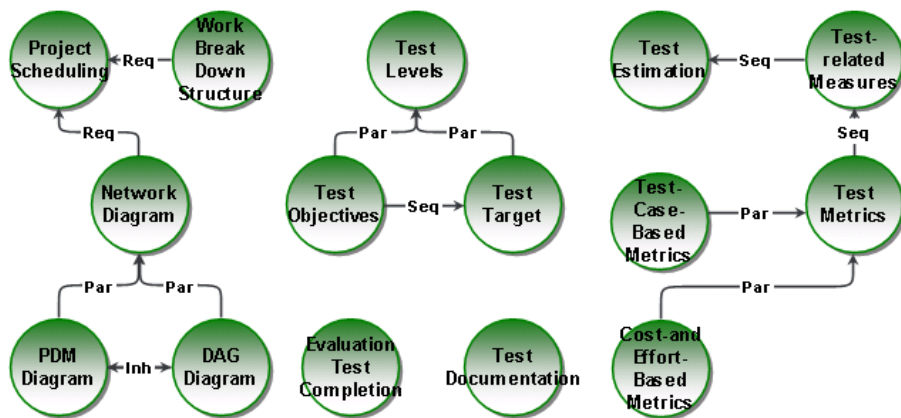 Project
Scheduling
Req
Work
Break
Down
Structure
Test
Levels
Test
Estimation
Seq
Test-
related
Measures
Req
Par
Par
Seq
Network
Diagram
Test
Objectives
Seq
Test
Target
Test-
Case-
Based
Metrics
Par
Test
Metrics
Par
Par
Par
PDM
Diagram
Inh
DAG
Diagram
Evaluation
Test
Completion
Test
Documentation
Cost-and
Effort-
Based
Metrics